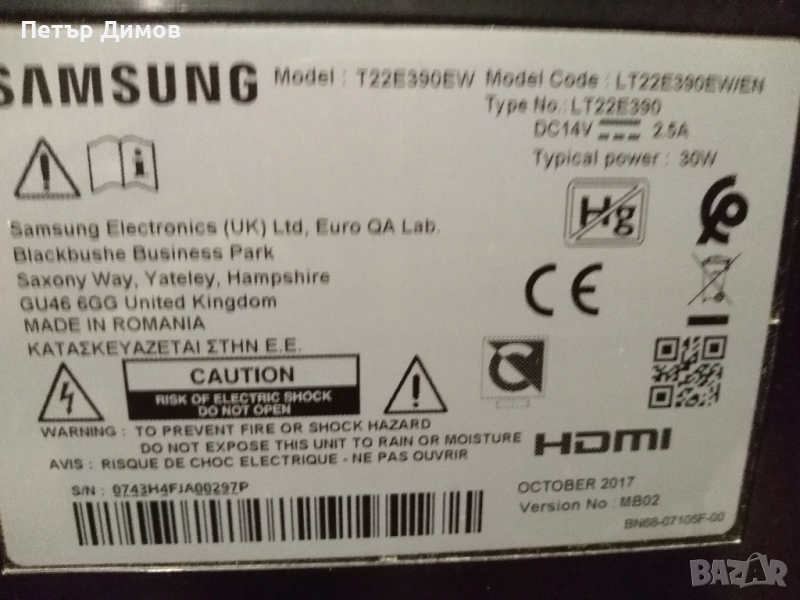 Петър Димов
SAMSUNG Model : T22E390EW Model Code : LT22E390EW/EN
Type No.: LT22E390
DC14V 2.5A
Typical power : 30W
Hg
Samsung Electronics (UK) Ltd, Euro QA Lab.
Blackbushe Business Park
Saxony Way, Yateley, Hampshire
GU46 6GG United Kingdom
MADE IN ROMANIA
ΚΑΤΑΣΚΕΥΑΖΕΤΑΙ ΣΤΗΝ Ε.Ε.
CE
CAUTION
RISK OF ELECTRIC SHOCK
DO NOT OPEN
WARNING : TO PREVENT FIRE OR SHOCK HAZARD
DO NOT EXPOSE THIS UNIT TO RAIN OR MOISTURE
AVIS : RISQUE DE CHOC ELECTRIQUE - NE PAS OUVRIR
HDMI
S/N : 0743H4FJA00297P
OCTOBER 2017
Version No : MB02
BN68-07105F-00
BAZAR